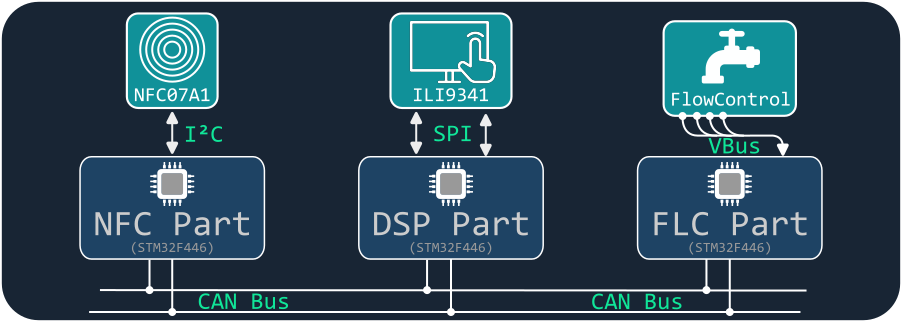 NFC07A1
ILI9341
FlowControl
I²C
SPI
VBus
NFC Part
(STM32F446)
DSP Part
(STM32F446)
FLC Part
(STM32F446)
CAN Bus
CAN Bus